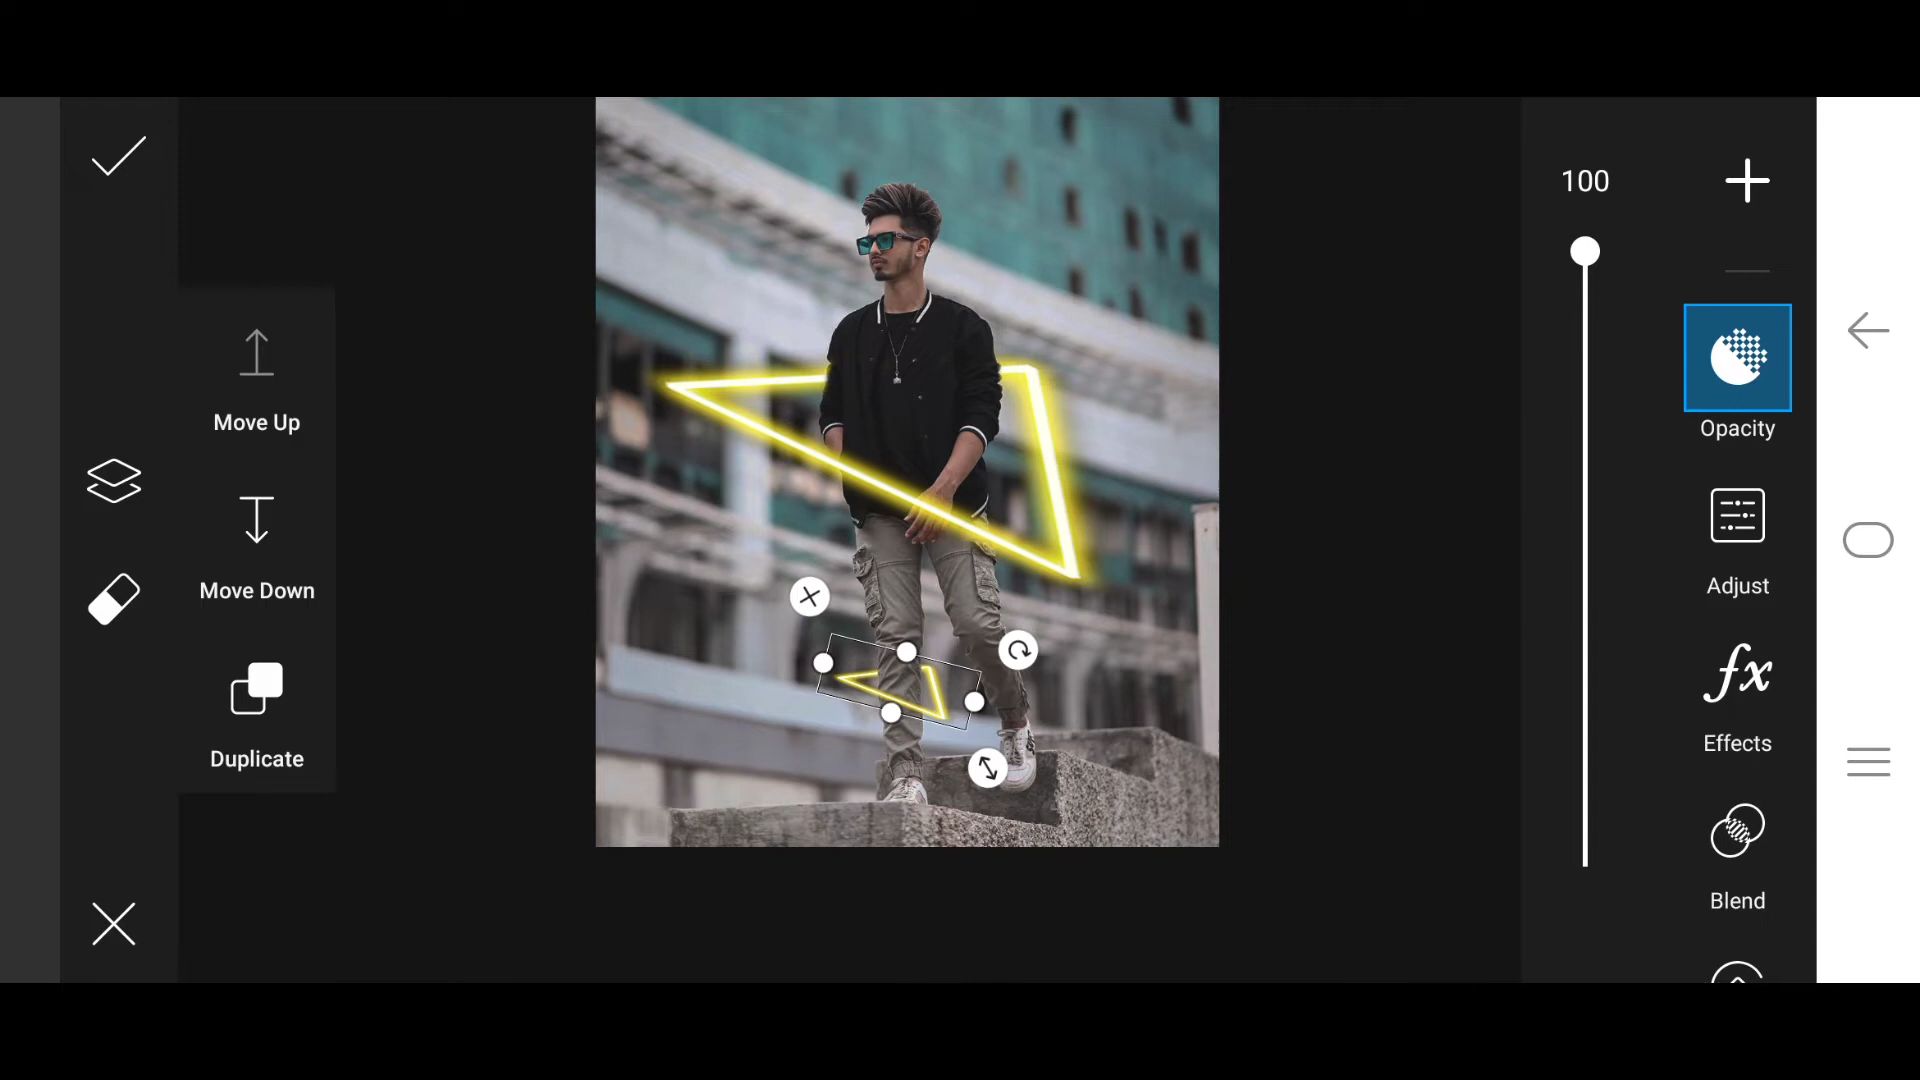 100
Opacity
Adjust
fx
Effects
Blend
Move Up
Move Down
Duplicate